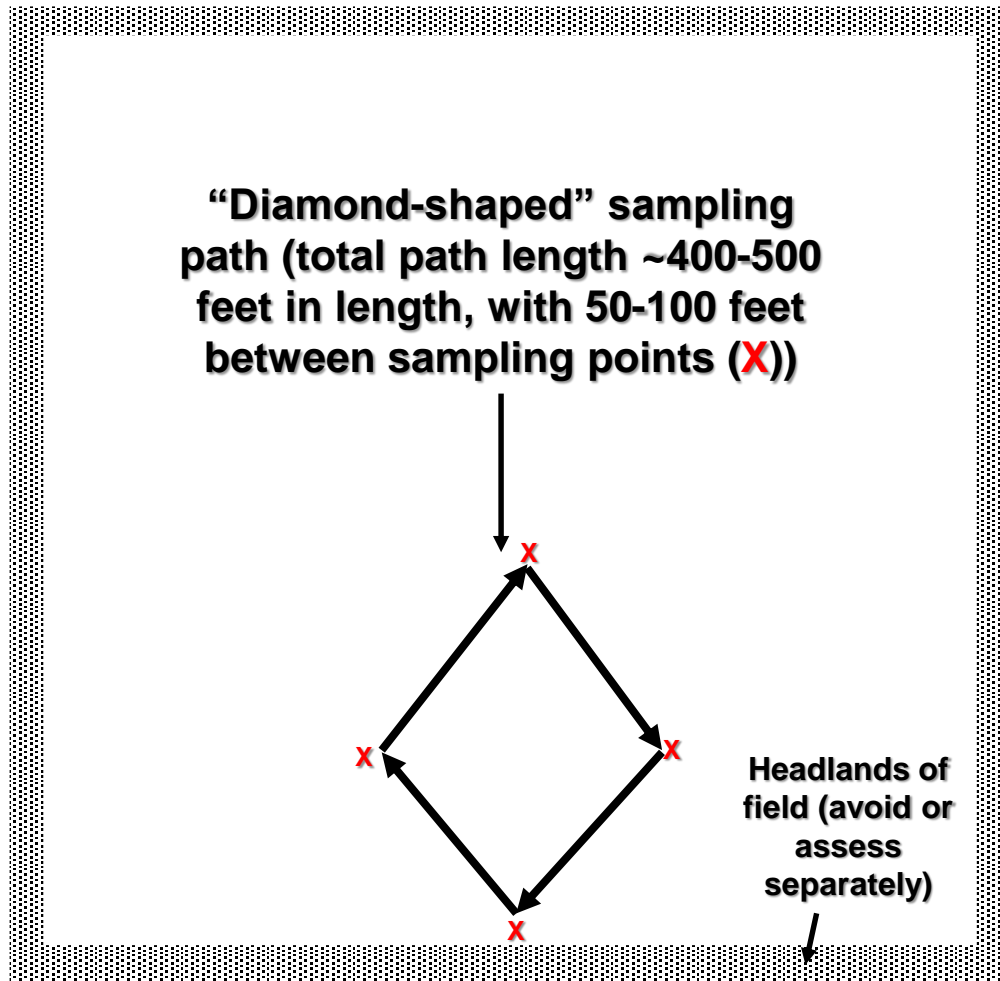 “Diamond-shaped” sampling
path (total path length ~400-500
feet in length, with 50-100 feet
between sampling points (X))
X
X
X
Headlands of
field (avoid or
assess
separately)
X